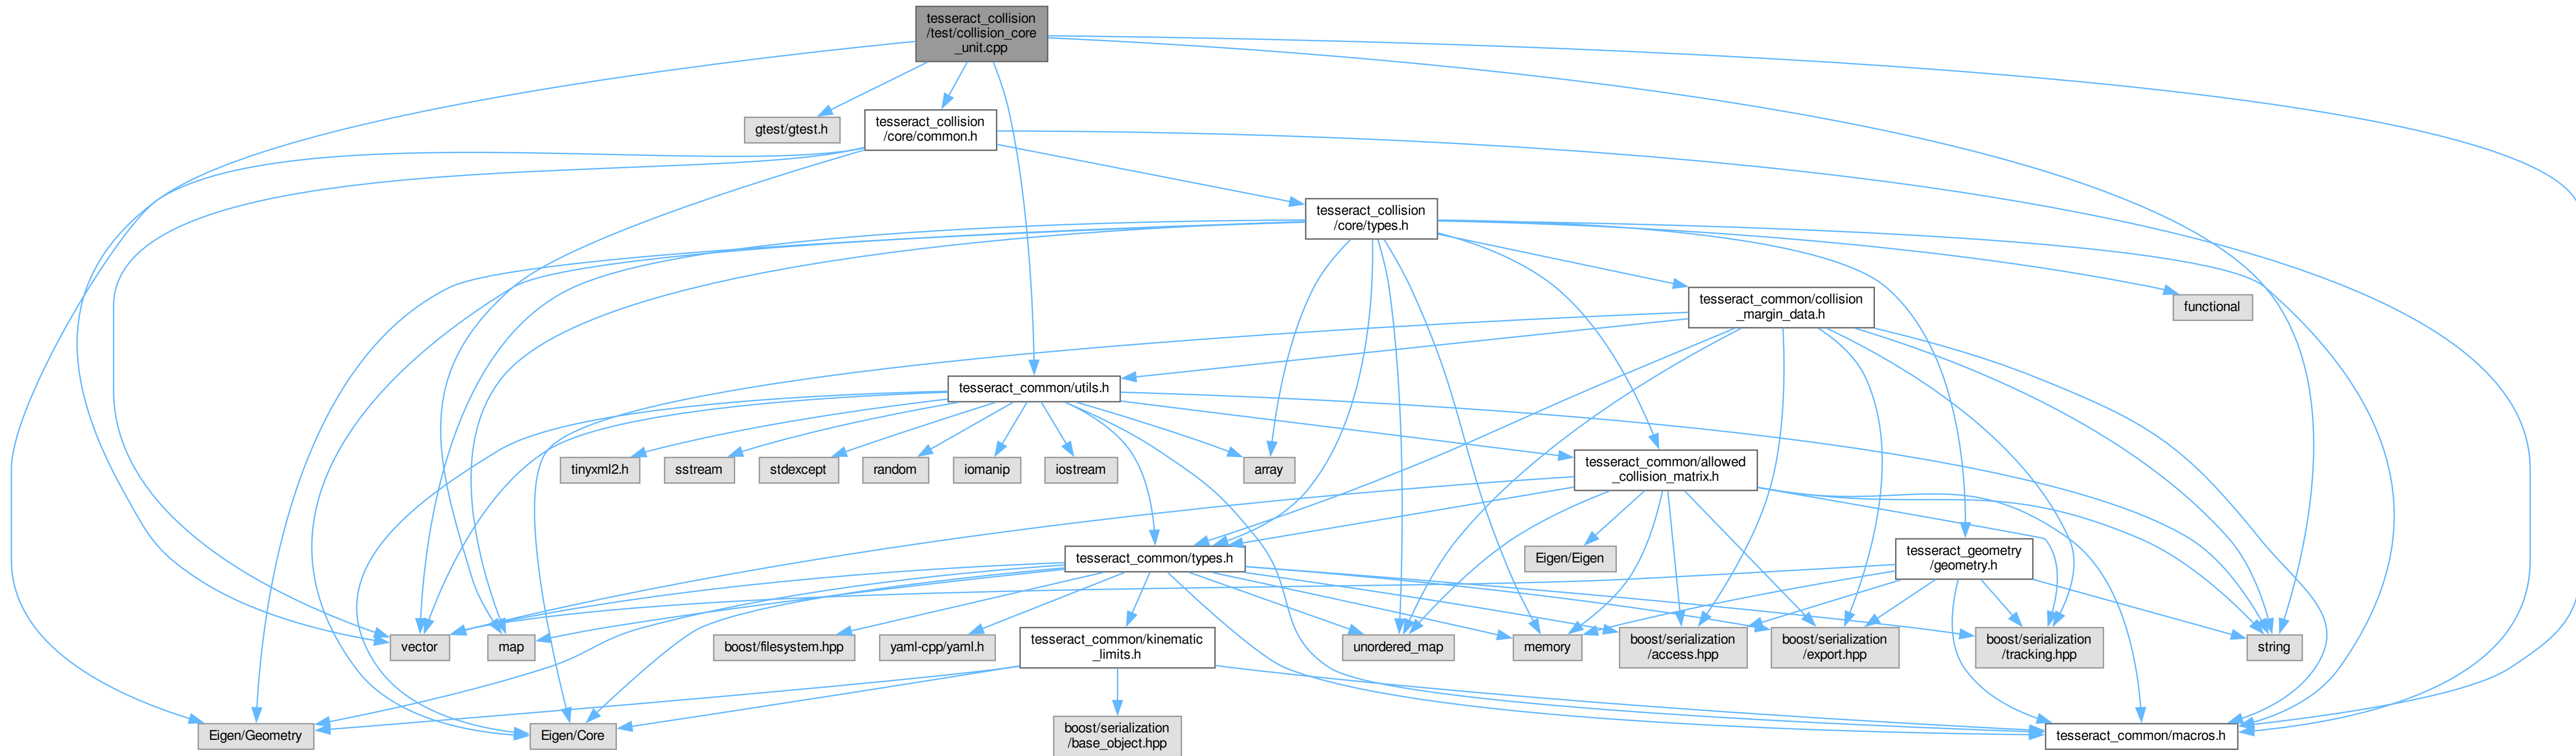 tesseract_collision
/test/collision_core
_unit.cpp
gtest/gtest.h
tesseract_collision
/core/common.h
tesseract_collision
/core/types.h
tesseract_common/collision
_margin_data.h
functional
tesseract_common/utils.h
tinyxml2.h
sstream
stdexcept
random
iomanip
iostream
array
tesseract_common/allowed
_collision_matrix.h
tesseract_common/types.h
Eigen/Eigen
tesseract_geometry
/geometry.h
vector
map
boost/filesystem.hpp
yaml-cpp/yaml.h
tesseract_common/kinematic
_limits.h
unordered_map
memory
boost/serialization
/access.hpp
boost/serialization
/export.hpp
boost/serialization
/tracking.hpp
string
Eigen/Geometry
Eigen/Core
boost/serialization
/base_object.hpp
tesseract_common/macros.h